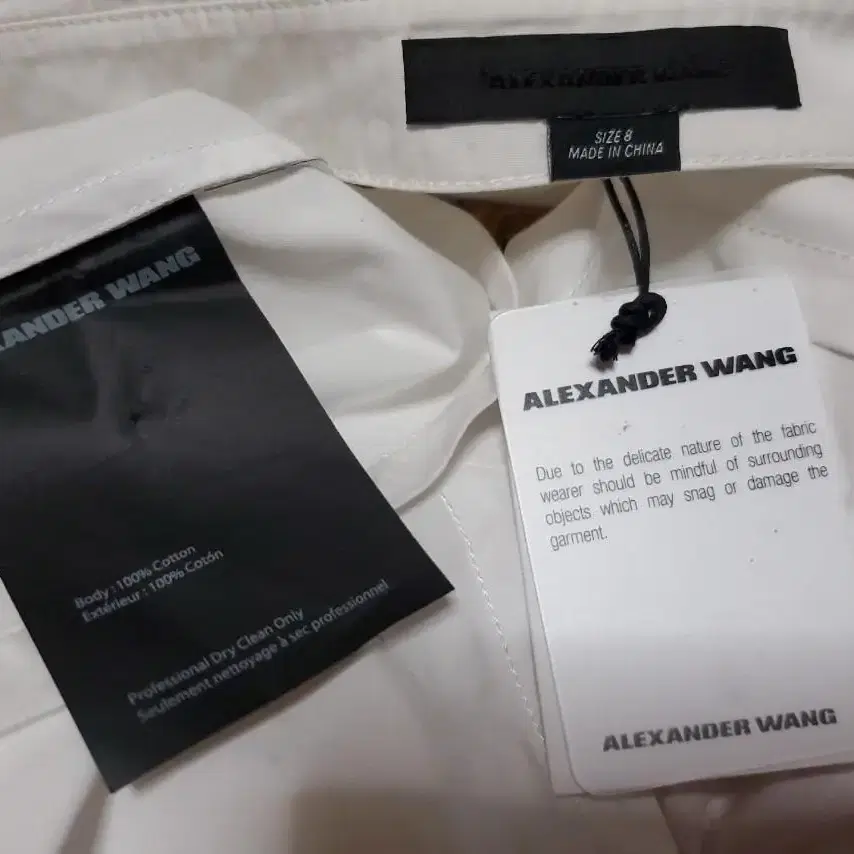 ALEXANDER WANG
SIZE 8
MADE IN CHINA
XANDER WANG
Body : 100% Cotton
Extérieur : 100% Cotón
Professional Dry Clean Only
Seulement nettoyage à sec professionnel
ALEXANDER WANG
Due to the delicate nature of the fabric
wearer should be mindful of surrounding
objects which may snag or damage the
garment.
ALEXANDER WANG